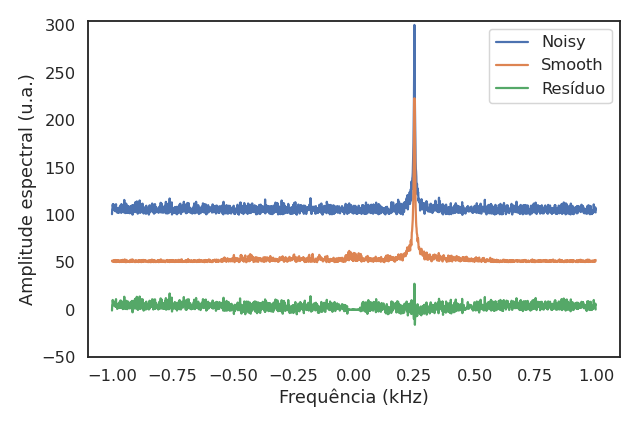 300
250
200
150
100
50
0
−50
Amplitude espectral (u.a.)
Noisy
Smooth
Resíduo
−1.00 −0.75 −0.50 −0.25 0.00 0.25 0.50 0.75 1.00
Frequência (kHz)